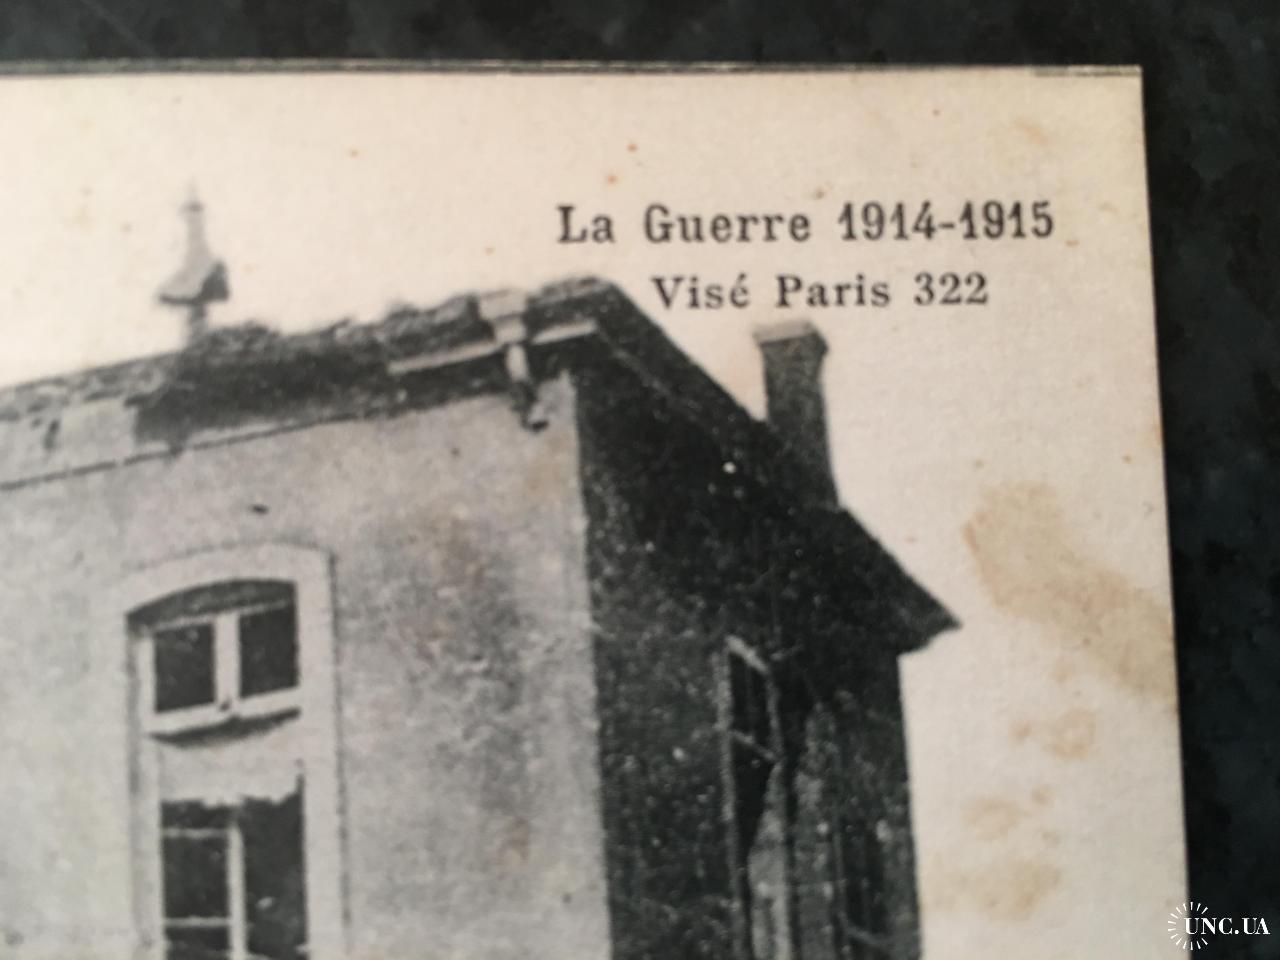 La Guerre 1914-1915
Visé Paris 322
UNC.UA